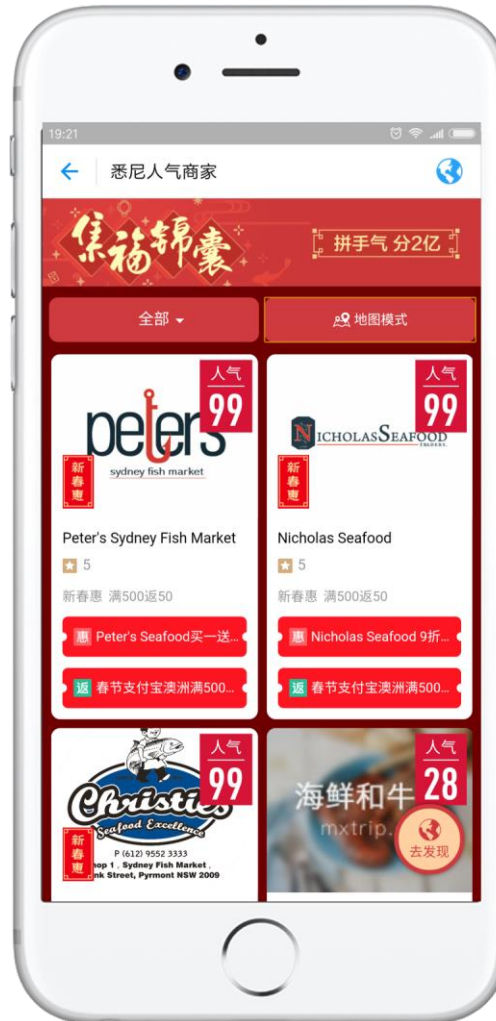 19:21
悉尼人气商家
集福锦囊
拼手气 分2亿
全部
地图模式
人气
99
peters
sydney fish market
新春惠
Peter's Sydney Fish Market
5
新春惠 满500返50
惠 Peter's Seafood买一送...
返 春节支付宝澳洲满500...
人气
99
NICHOLAS SEAFOOD
TRADERS
新春惠
Nicholas Seafood
5
新春惠 满500返50
惠 Nicholas Seafood 9折...
返 春节支付宝澳洲满500...
人气
99
Christies
Seafood Excellence
P (612) 9552 3333
hop 1 , Sydney Fish Market ,
nk Street, Pyrmont NSW 2009
新春惠
人气
28
海鲜和牛
mxtrip.
去发现